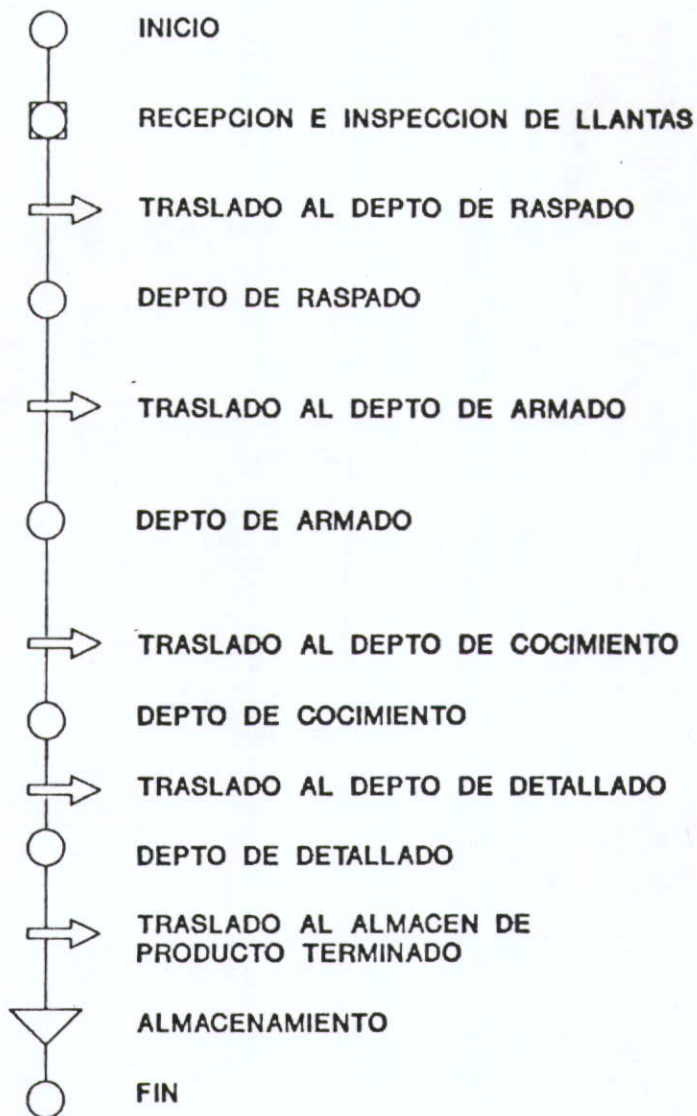 INICIO
RECEPCION E INSPECCION DE LLANTAS
TRASLADO AL DEPTO DE RASPADO
DEPTO DE RASPADO
TRASLADO AL DEPTO DE ARMADO
DEPTO DE ARMADO
TRASLADO AL DEPTO DE COCIMIENTO
DEPTO DE COCIMIENTO
TRASLADO AL DEPTO DE DETALLADO
DEPTO DE DETALLADO
TRASLADO AL ALMACEN DE
PRODUCTO TERMINADO
ALMACENAMIENTO
FIN